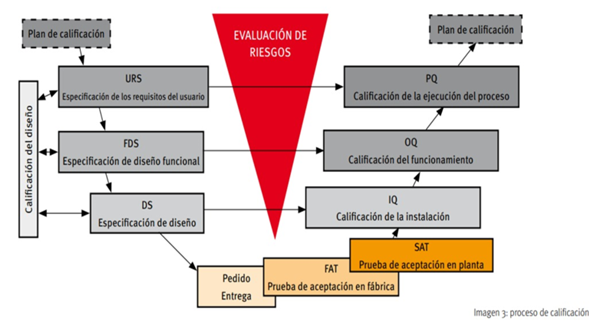 Plan de calificación
Plan de calificación
EVALUACIÓN DE
RIESGOS
URS
Especificación de los requisitos del usuario
PQ
Calificación de la ejecución del proceso
Calificación del diseño
FDS
Especificación de diseño funcional
OQ
Calificación del funcionamiento
DS
Especificación de diseño
IQ
Calificación de la instalación
SAT
Prueba de aceptación en planta
FAT
Prueba de aceptación en fábrica
Pedido
Entrega
Imagen 3: proceso de calificación